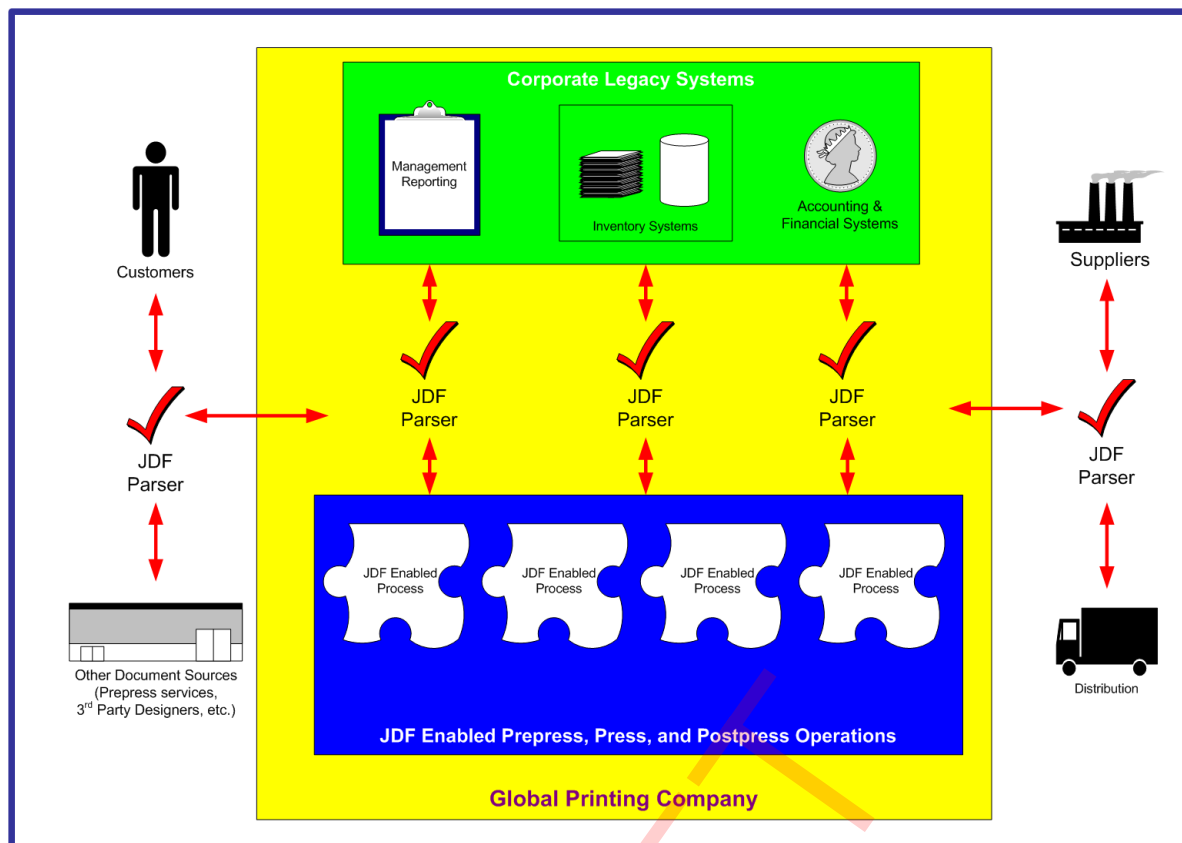 Corporate Legacy Systems
Management
Reporting
Inventory Systems
Accounting &
Financial Systems
Customers
Suppliers
JDF
Parser
JDF
Parser
JDF
Parser
JDF
Parser
JDF
Parser
JDF Enabled
Process
JDF Enabled
Process
JDF Enabled
Process
JDF Enabled
Process
Other Document Sources
(Prepress services,
3rd Party Designers, etc.)
Distribution
JDF Enabled Prepress, Press, and Postpress Operations
Global Printing Company